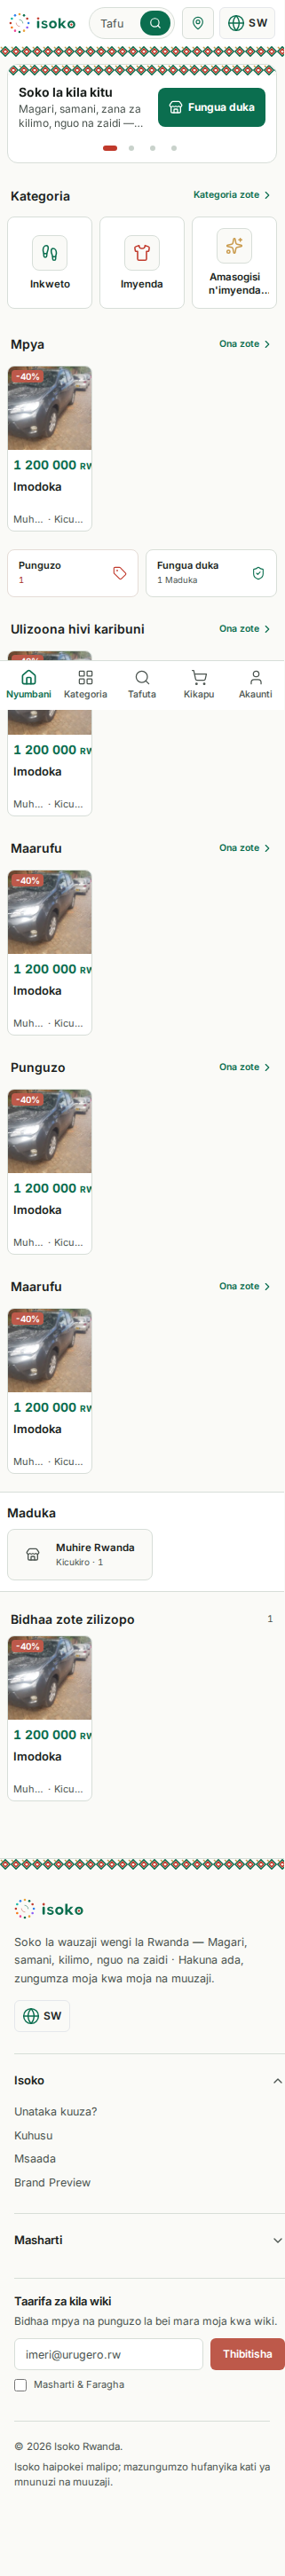 isoko
Tafu
SW
Soko la kila kitu
Magari, samani, zana za
kilimo, nguo na zaidi —...
Fungua duka
Kategoria
Kategoria zote
Inkweto
Imyenda
Amasogisi
n'imyenda...
Mpya
Ona zote
-40%
1 200 000 RW
Imodoka
Muh... · Kicu...
Punguzo
1
Fungua duka
1 Maduka
Ulizoona hivi karibuni
Ona zote
Nyumbani
Kategoria
Tafuta
Kikapu
Akaunti
1 200 000 RW
Imodoka
Muh... · Kicu...
Maarufu
Ona zote
-40%
1 200 000 RW
Imodoka
Muh... · Kicu...
Punguzo
Ona zote
-40%
1 200 000 RW
Imodoka
Muh... · Kicu...
Maarufu
Ona zote
-40%
1 200 000 RW
Imodoka
Muh... · Kicu...
Maduka
Muhire Rwanda
Kicukiro · 1
Bidhaa zote zilizopo
1
-40%
1 200 000 RW
Imodoka
Muh... · Kicu...
isoko
Soko la wauzaji wengi la Rwanda — Magari,
samani, kilimo, nguo na zaidi · Hakuna ada,
zungumza moja kwa moja na muuzaji.
SW
Isoko
Unataka kuuza?
Kuhusu
Msaada
Brand Preview
Masharti
Taarifa za kila wiki
Bidhaa mpya na punguzo la bei mara moja kwa wiki.
imeri@urugero.rw
Thibitisha
Masharti & Faragha
© 2026 Isoko Rwanda.
Isoko haipokei malipo; mazungumzo hufanyika kati ya
mnunuzi na muuzaji.